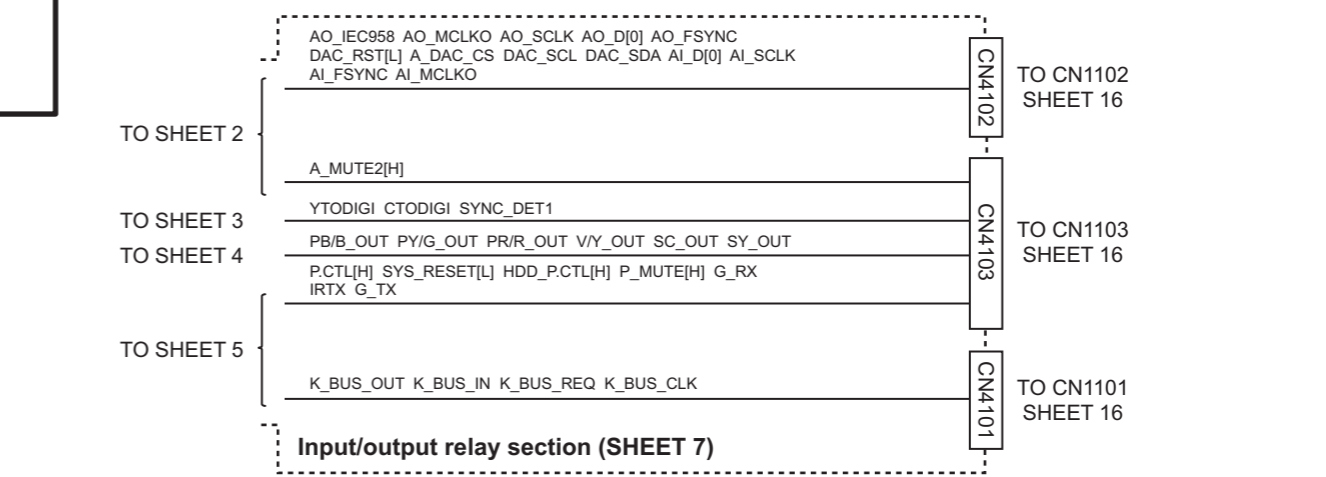 AO_IEC958 AO_MCLKO AO_SCLK AO_D[0] AO_FSYNC
DAC_RST[L] A_DAC_CS DAC_SCL DAC_SDA AI_D[0] AI_SCLK
AI_FSYNC AI_MCLKO
CN4102
TO CN1102
SHEET 16
TO SHEET 2
A_MUTE2[H]
TO SHEET 3
YTODIGI CTODIGI SYNC_DET1
CN4103
TO CN1103
SHEET 16
TO SHEET 4
PB/B_OUT PY/G_OUT PR/R_OUT V/Y_OUT SC_OUT SY_OUT
P.CTL[H] SYS_RESET[L] HDD_P.CTL[H] P_MUTE[H] G_RX
IRTX G_TX
TO SHEET 5
K_BUS_OUT K_BUS_IN K_BUS_REQ K_BUS_CLK
CN4101
TO CN1101
SHEET 16
Input/output relay section (SHEET 7)